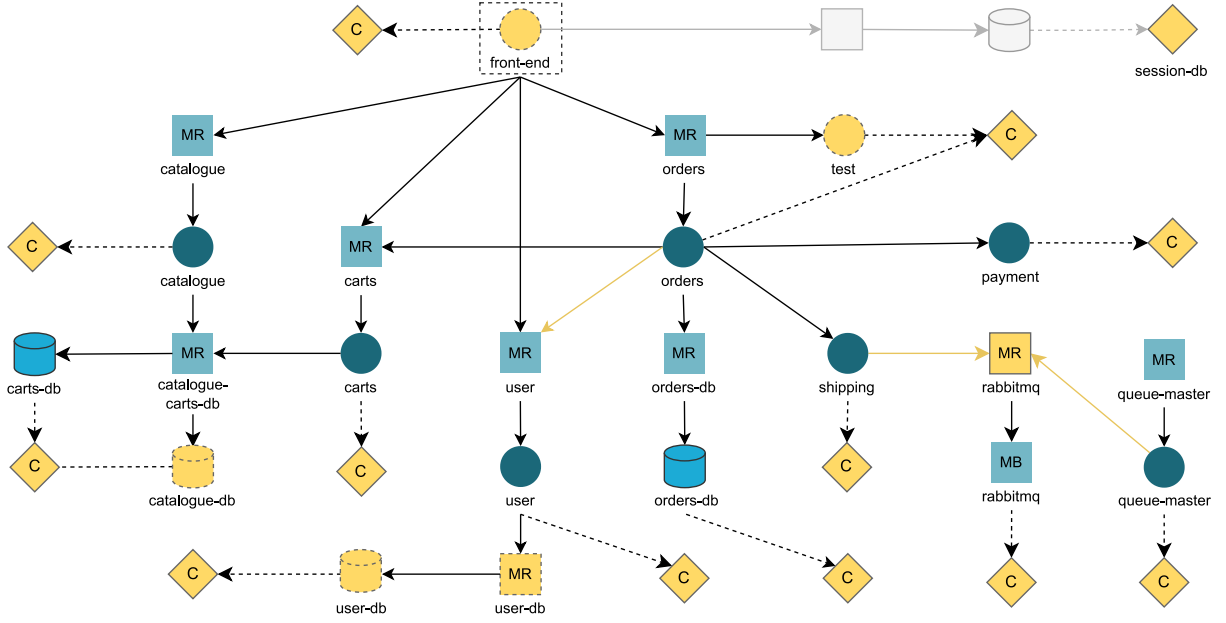 C
front-end
session-db
MR
catalogue
MR
orders
test
C
C
catalogue
MR
carts
orders
payment
C
carts-db
MR
catalogue-
carts-db
carts
MR
user
MR
orders-db
shipping
MR
rabbitmq
MR
queue-master
C
catalogue-db
C
user
orders-db
C
MB
rabbitmq
queue-master
C
user-db
MR
user-db
C
C
C
C